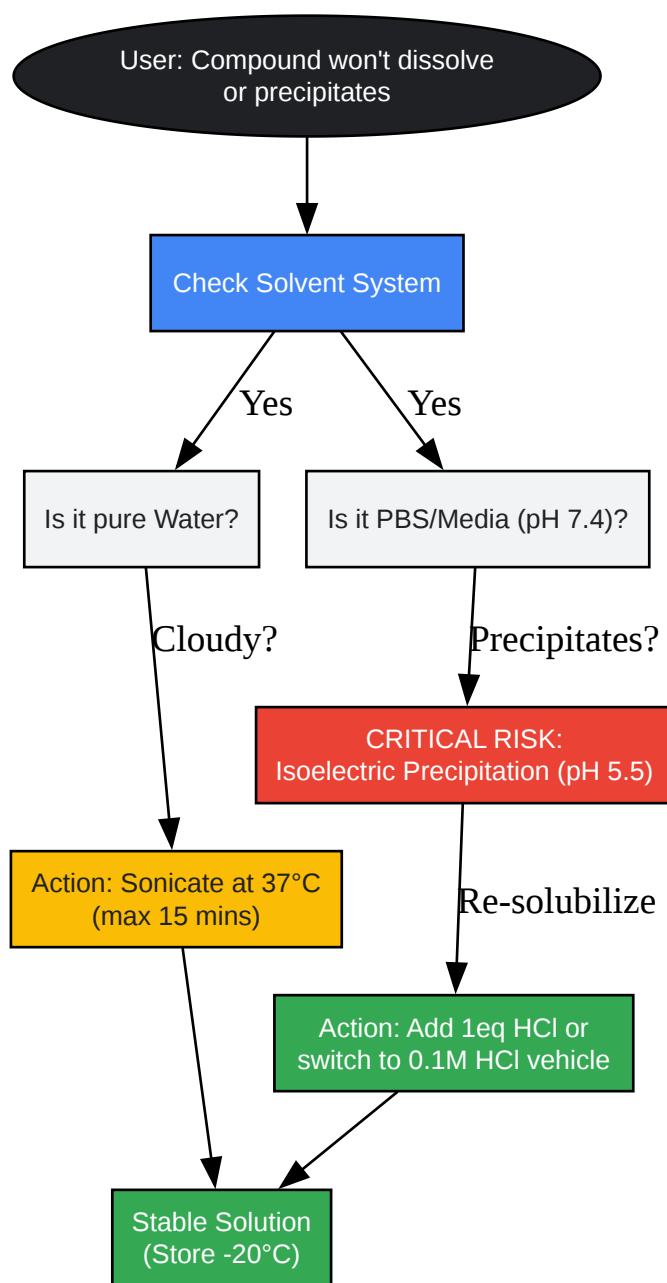 User: Compound won't dissolve
or precipitates
Check Solvent System
Yes
Yes
Is it pure Water?
Is it PBS/Media (pH 7.4)?
Cloudy?
Precipitates?
CRITICAL RISK:
Isoelectric Precipitation (pH 5.5)
Action: Sonicate at 37°C
(max 15 mins)
Re-solubilize
Action: Add 1eq HCl or
switch to 0.1M HCl vehicle
Stable Solution
(Store -20°C)